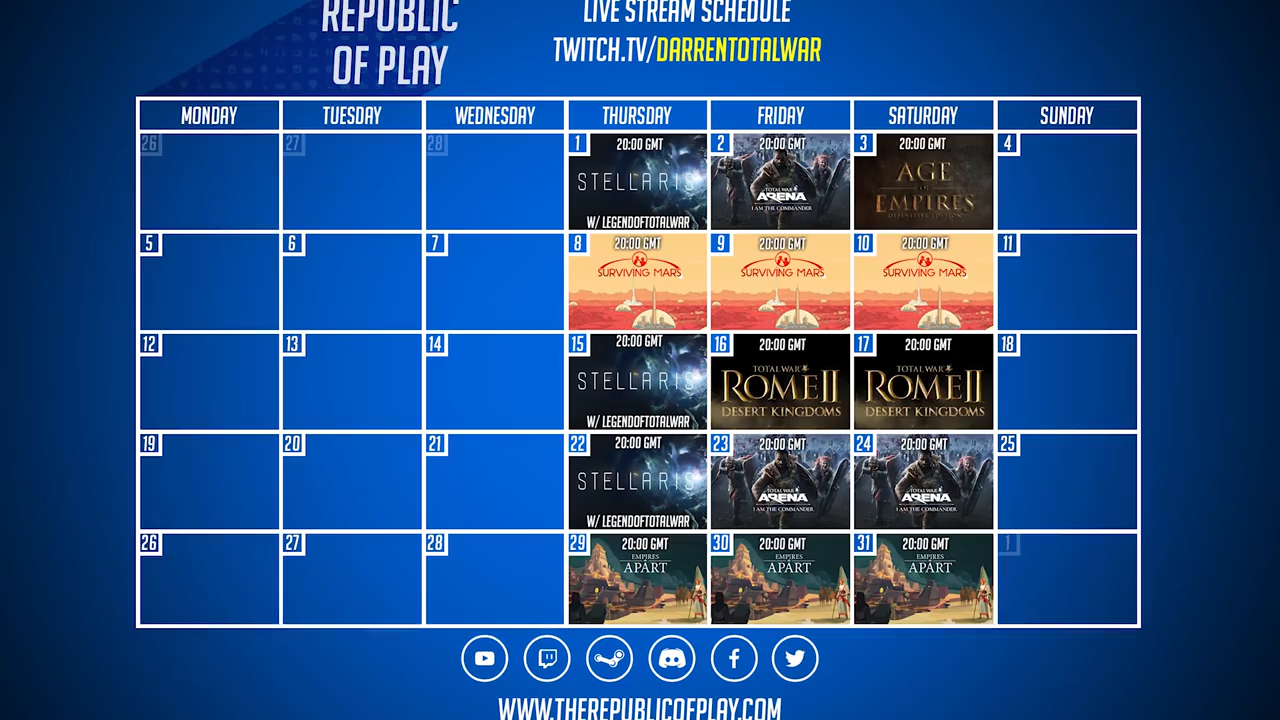 REPUBLIC
OF PLAY
LIVE STREAM SCHEDULE
TWITCH.TV/DARRENTOTALWAR
MONDAY TUESDAY WEDNESDAY THURSDAY FRIDAY SATURDAY SUNDAY
26 27 28 1 20:00 GMT 2 20:00 GMT 3 20:00 GMT 4
STELLARIS TOTAL WAR ARENA AGE OF EMPIRES
W/ LEGENDOFTOTALWAR I AM THE COMMANDER DEFINITIVE EDITION
5 6 7 8 20:00 GMT 9 20:00 GMT 10 20:00 GMT 11
SURVIVING MARS SURVIVING MARS SURVIVING MARS
12 13 14 15 20:00 GMT 16 20:00 GMT 17 20:00 GMT 18
STELLARIS TOTAL WAR ROME II TOTAL WAR ROME II
W/ LEGENDOFTOTALWAR DESERT KINGDOMS DESERT KINGDOMS
19 20 21 22 20:00 GMT 23 20:00 GMT 24 20:00 GMT 25
STELLARIS TOTAL WAR ARENA TOTAL WAR ARENA
W/ LEGENDOFTOTALWAR I AM THE COMMANDER I AM THE COMMANDER
26 27 28 29 20:00 GMT 30 20:00 GMT 31 20:00 GMT 1
EMPIRES EMPIRES EMPIRES
APART APART APART
WWW.THEREPUBLICOFPLAY.COM